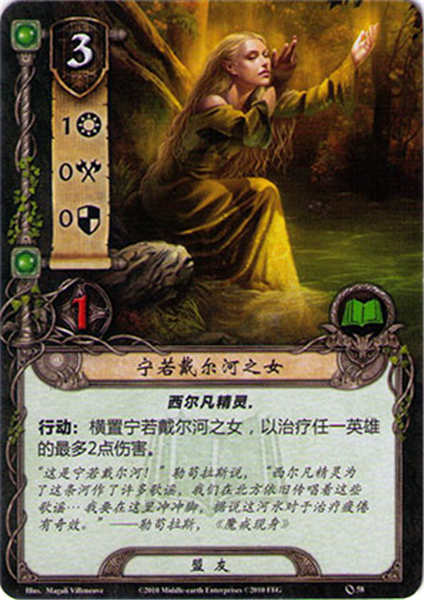 3
1
0
0
1
宁若戴尔河之女
西尔凡精灵.
行动：横置宁若戴尔河之女，以治疗任一英雄
的最多2点伤害。
“这是宁若戴尔河！”勒苟拉斯说，“西尔凡精灵为
了这条河作了许多歌谣，我们在北方依旧传唱着这些
歌谣…我要在这里冲冲脚，据说这河水对于治疗疲倦
有奇效。”——勒苟拉斯，《魔戒现身》
盟友
Illus. Magali Villeneuve
©2010 Middle-earth Enterprises ©2010 FFG
58